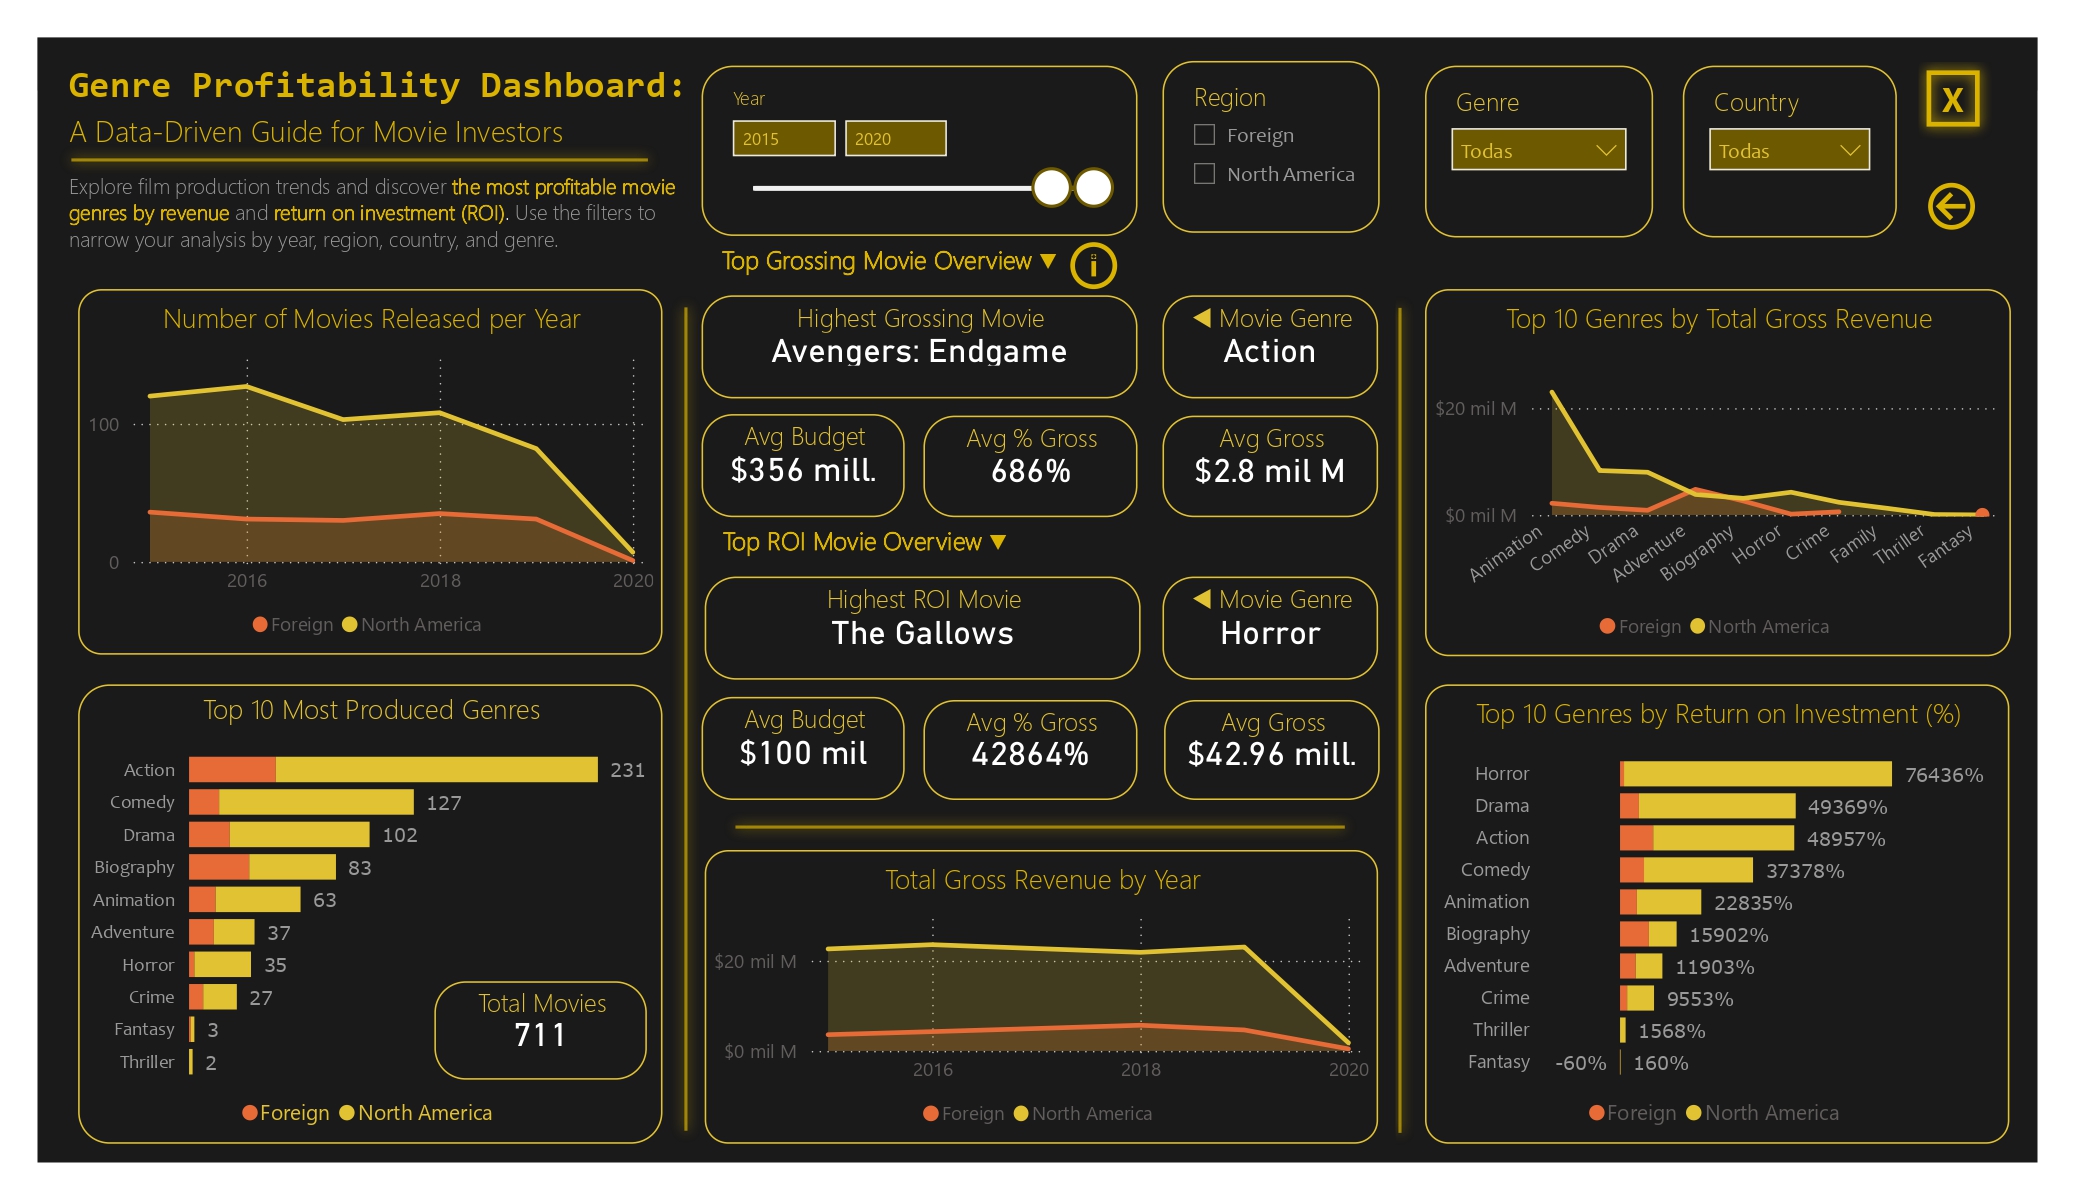 Genre Profitability Dashboard:
A Data-Driven Guide for Movie Investors
Explore film production trends and discover the most profitable movie
genres by revenue and return on investment (ROI). Use the filters to
narrow your analysis by year, region, country, and genre.
Year
2015 2020
Region
Foreign
North America
Genre
Todas
Country
Todas
X
Number of Movies Released per Year
100
0
2016 2018 2020
Foreign North America
Top 10 Most Produced Genres
Action 231
Comedy 127
Drama 102
Biography 83
Animation 63
Adventure 37
Horror 35
Crime 27
Fantasy 3
Thriller 2
Total Movies
711
Foreign North America
Top Grossing Movie Overview ▼ i
Highest Grossing Movie
Avengers: Endgame
◀ Movie Genre
Action
Avg Budget
$356 mill.
Avg % Gross
686%
Avg Gross
$2.8 mil M
Top ROI Movie Overview ▼
Highest ROI Movie
The Gallows
◀ Movie Genre
Horror
Avg Budget
$100 mil
Avg % Gross
42864%
Avg Gross
$42.96 mill.
Total Gross Revenue by Year
$20 mil M
$0 mil M
2016 2018 2020
Foreign North America
Top 10 Genres by Total Gross Revenue
$20 mil M
$0 mil M
Animation Comedy Drama Adventure Biography Horror Crime Family Thriller Fantasy
Foreign North America
Top 10 Genres by Return on Investment (%)
Horror 76436%
Drama 49369%
Action 48957%
Comedy 37378%
Animation 22835%
Biography 15902%
Adventure 11903%
Crime 9553%
Thriller 1568%
Fantasy -60% 160%
Foreign North America